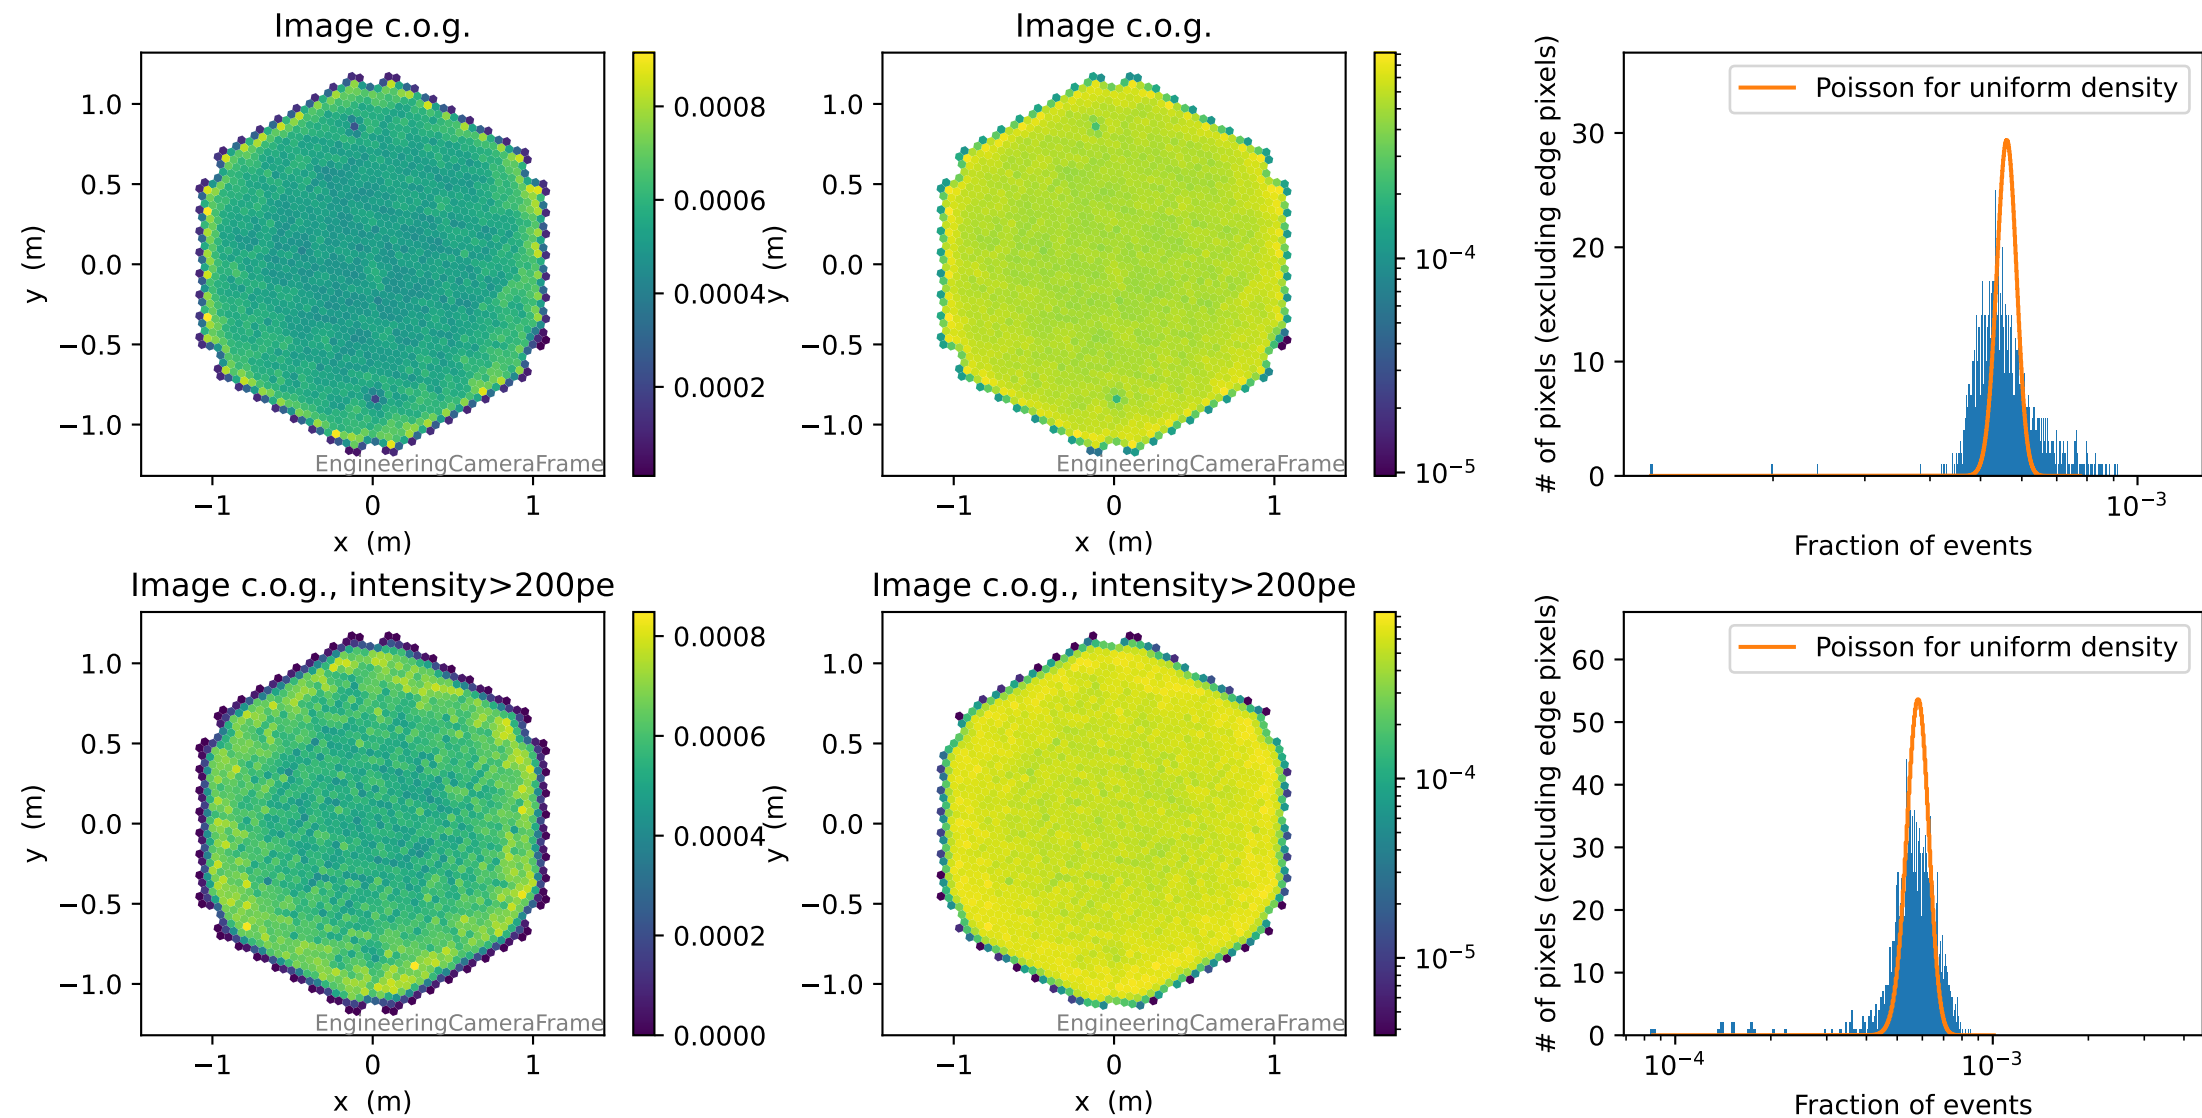 Image c.o.g.
1.0
0.5
0.0
−0.5
−1.0
y (m)
−1
0
1
x (m)
EngineeringCameraFrame
0.0008
0.0006
0.0004
0.0002
Image c.o.g.
1.0
0.5
0.0
−0.5
−1.0
y (m)
−1
0
1
x (m)
EngineeringCameraFrame
10−4
10−5
# of pixels (excluding edge pixels)
30
20
10
0
Poisson for uniform density
10−3
Fraction of events
Image c.o.g., intensity>200pe
1.0
0.5
0.0
−0.5
−1.0
y (m)
−1
0
1
x (m)
EngineeringCameraFrame
0.0008
0.0006
0.0004
0.0002
0.0000
Image c.o.g., intensity>200pe
1.0
0.5
0.0
−0.5
−1.0
y (m)
−1
0
1
x (m)
EngineeringCameraFrame
10−4
10−5
# of pixels (excluding edge pixels)
60
50
40
30
20
10
0
Poisson for uniform density
10−4
10−3
Fraction of events